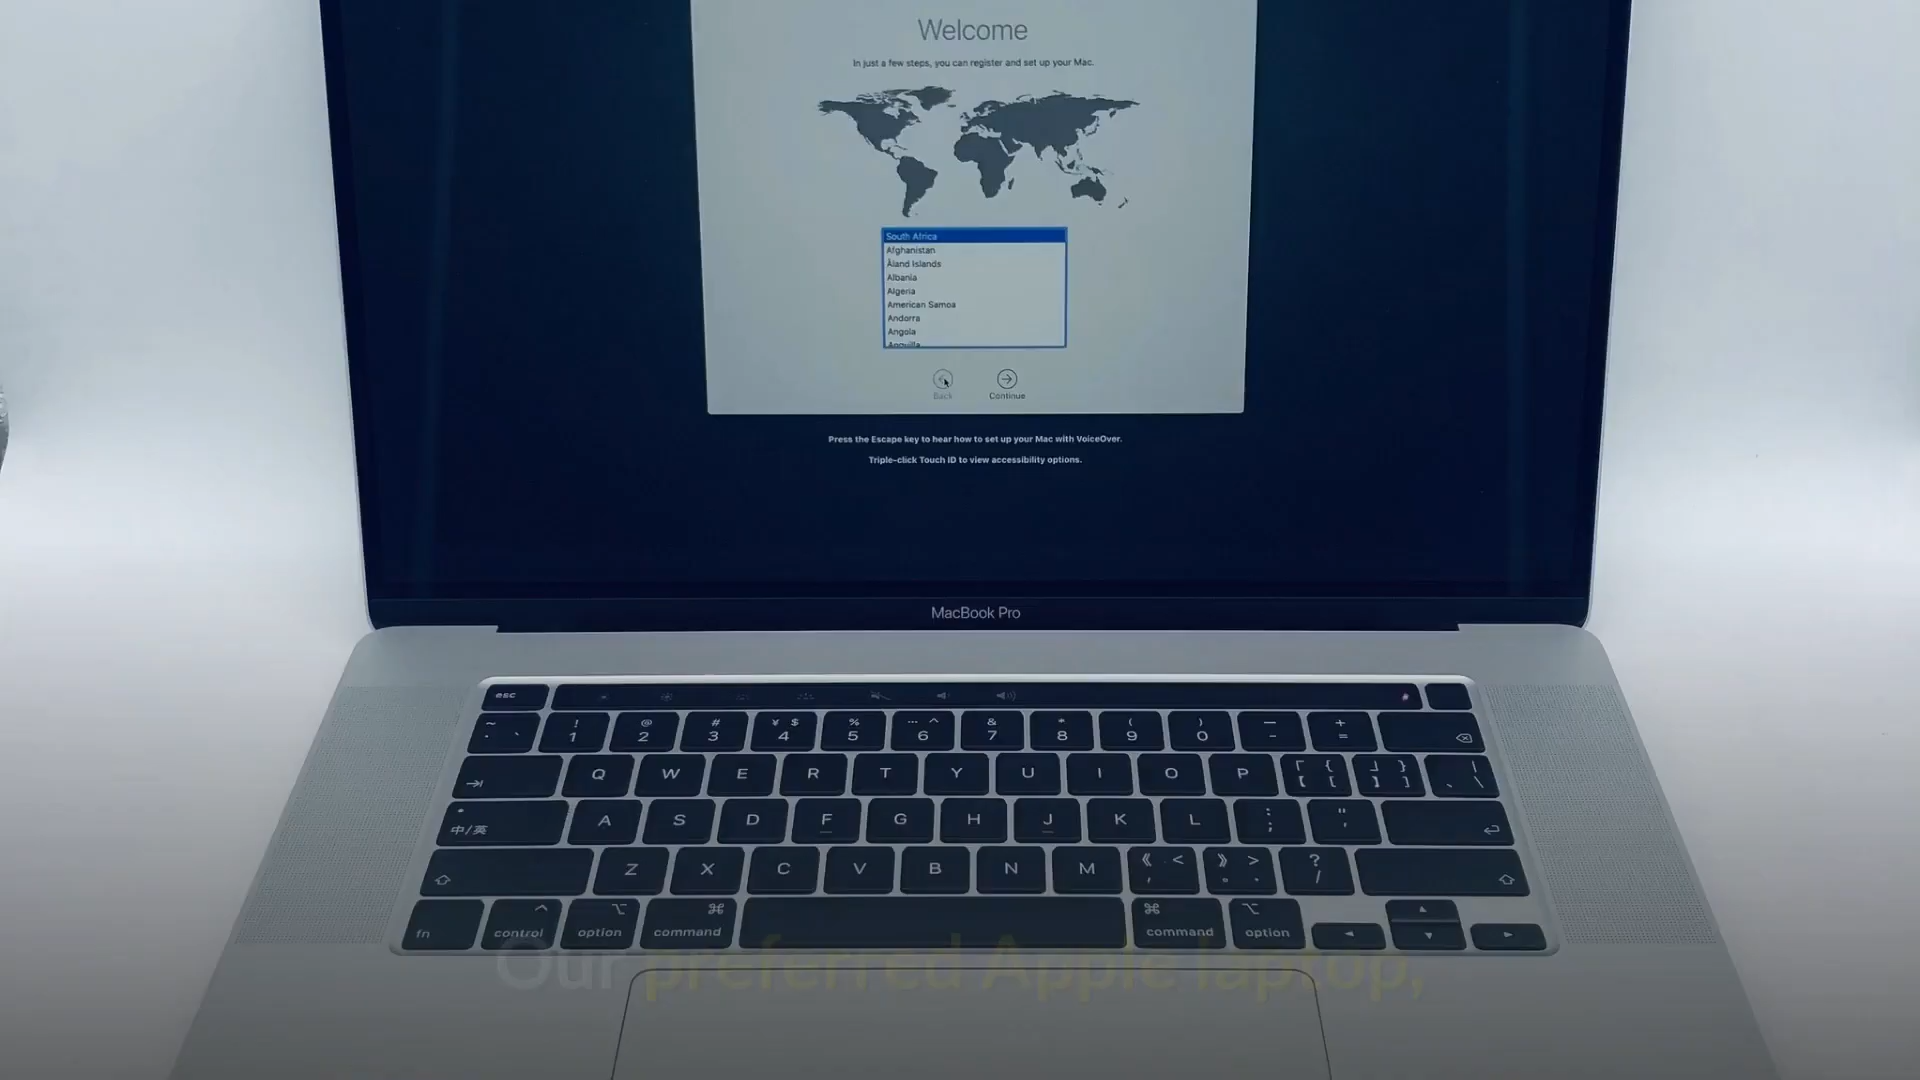 Welcome
In just a few steps, you can register and set up your Mac.
South Africa
Afghanistan
Åland Islands
Albania
Algeria
American Samoa
Andorra
Angola
Anguilla
Back
Continue
Press the Escape key to hear how to set up your Mac with VoiceOver.
Triple-click Touch ID to view accessibility options.
MacBook Pro
esc
~ ! @ # ¥ $ % … ^ & * ( ) — +
· ` 1 2 3 4 5 6 7 8 9 0 - =
Q W E R T Y U I O P 「 { 」 } |
【 [ 】 ] 、 \
中/英 A S D F G H J K L : ; " '
Z X C V B N M 《 < , 》 > 。 . ? /
fn control option command command option
Our preferred Apple laptop,